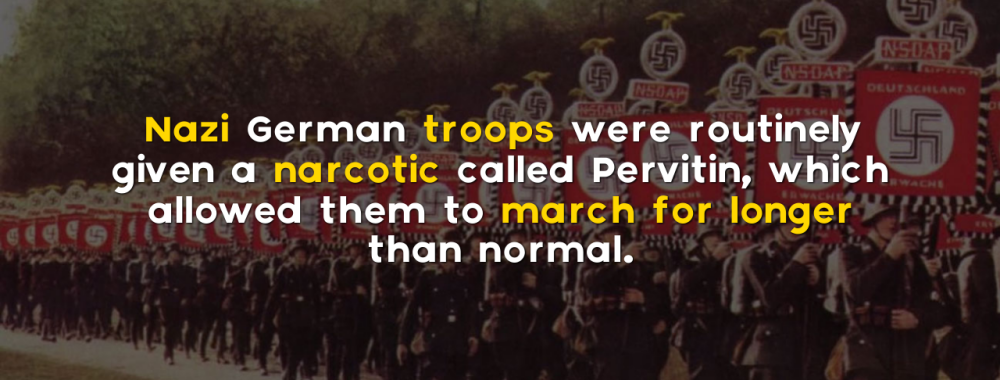 NSDAP
NSDAP
NSDAP
DEUTSCHLAND
Nazi German troops were routinely
given a narcotic called Pervitin, which
allowed them to march for longer
than normal.